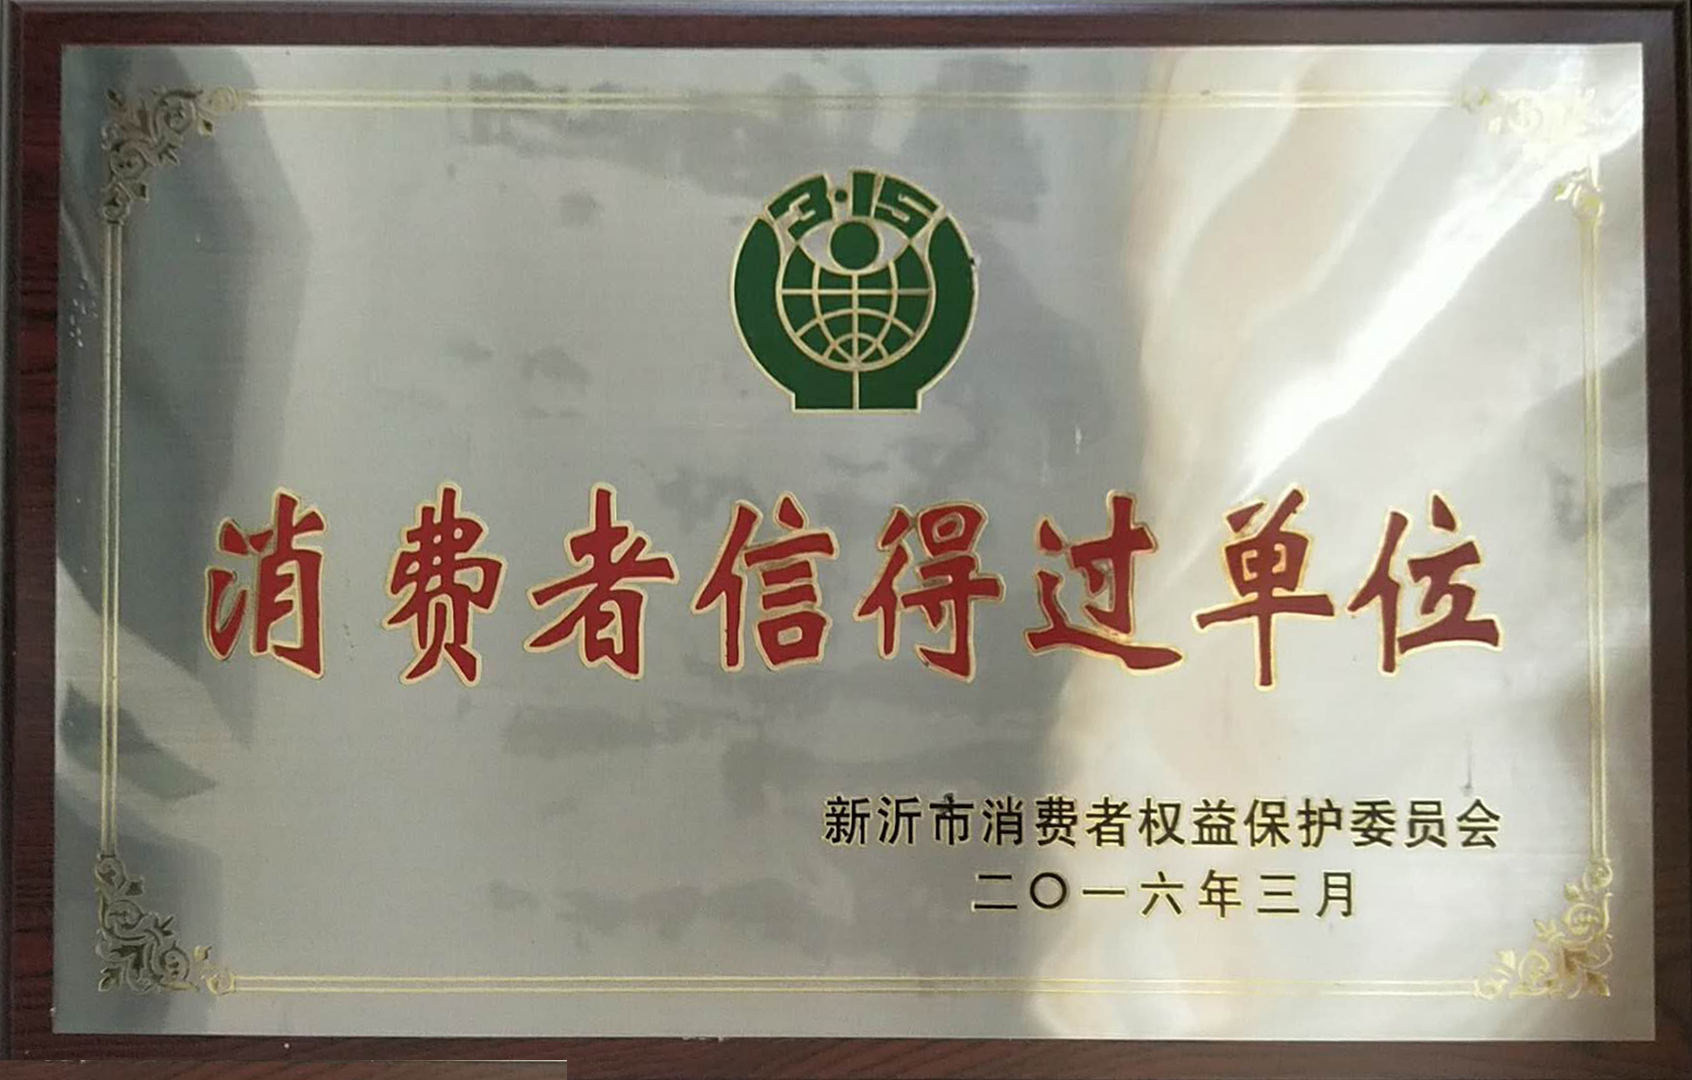 3·15
消费者信得过单位
新沂市消费者权益保护委员会
二〇一六年三月